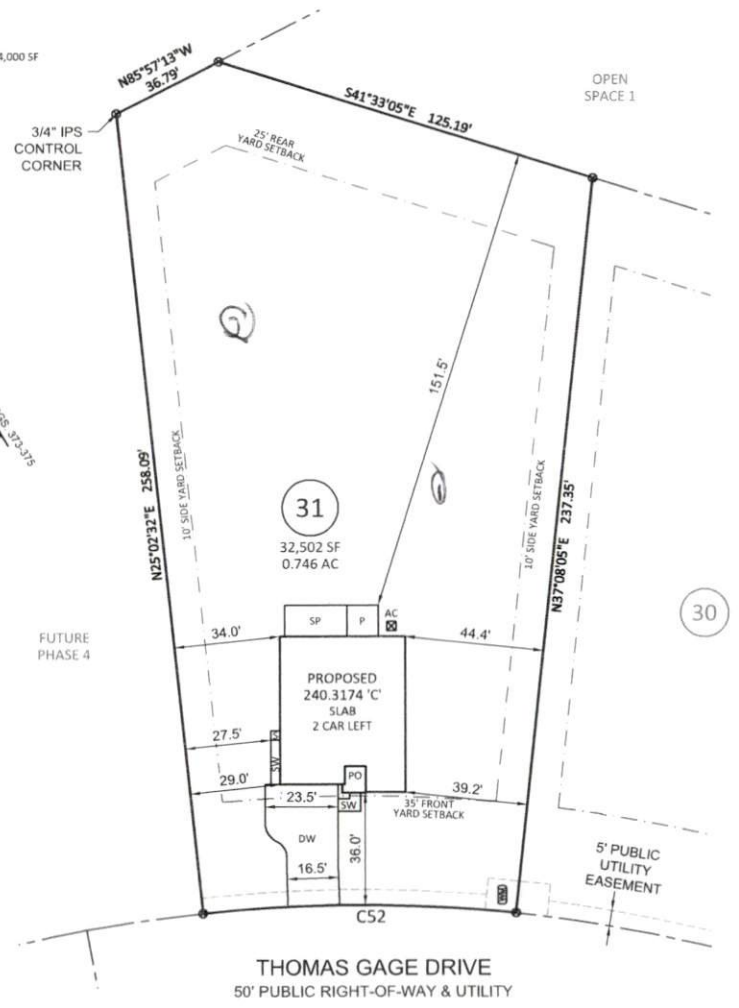 4,000 SF
N85°57'13"W
36.79'
S41°33'05"E 125.19'
OPEN
SPACE 1
3/4" IPS
CONTROL
CORNER
25' REAR
YARD SETBACK
GS. 373-375
151.5'
N25°02'32"E 258.09'
10' SIDE YARD SETBACK
10' SIDE YARD SETBACK
N37°08'05"E 237.35'
31
32,502 SF
0.746 AC
30
FUTURE
PHASE 4
SP
P
AC
34.0'
44.4'
PROPOSED
240.3174 'C'
SLAB
2 CAR LEFT
27.5'
SW
PO
29.0'
23.5'
SW
35' FRONT
YARD SETBACK
39.2'
DW
36.0'
16.5'
5' PUBLIC
UTILITY
EASEMENT
C52
THOMAS GAGE DRIVE
50' PUBLIC RIGHT-OF-WAY & UTILITY